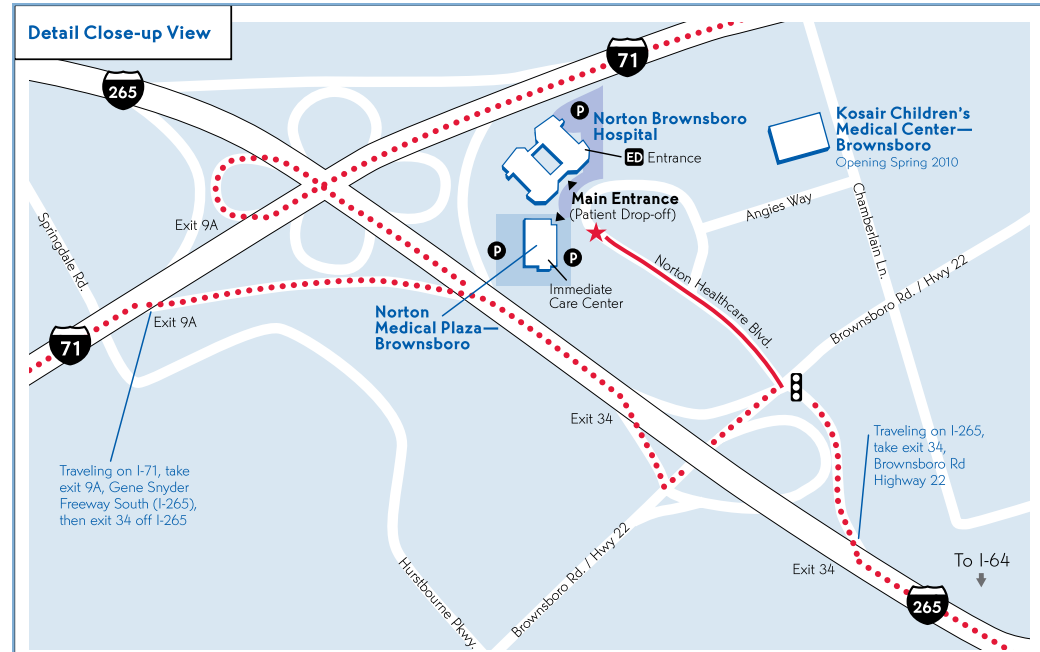 Detail Close-up View
71
265
P
Norton Brownsboro
Hospital
ED Entrance
Kosair Children's
Medical Center—
Brownsboro
Opening Spring 2010
Main Entrance
(Patient Drop-off)
Angies Way
Chamberlain Ln.
Springdale Rd.
Exit 9A
P
P
Immediate
Care Center
Norton Healthcare Blvd.
Brownsboro Rd. / Hwy 22
Norton
Medical Plaza—
Brownsboro
Exit 9A
71
Exit 34
Traveling on I-265,
take exit 34,
Brownsboro Rd
Highway 22
Traveling on I-71, take
exit 9A, Gene Snyder
Freeway South (I-265),
then exit 34 off I-265
Hurstbourne Pkwy.
Brownsboro Rd. / Hwy 22
Exit 34
To I-64
265